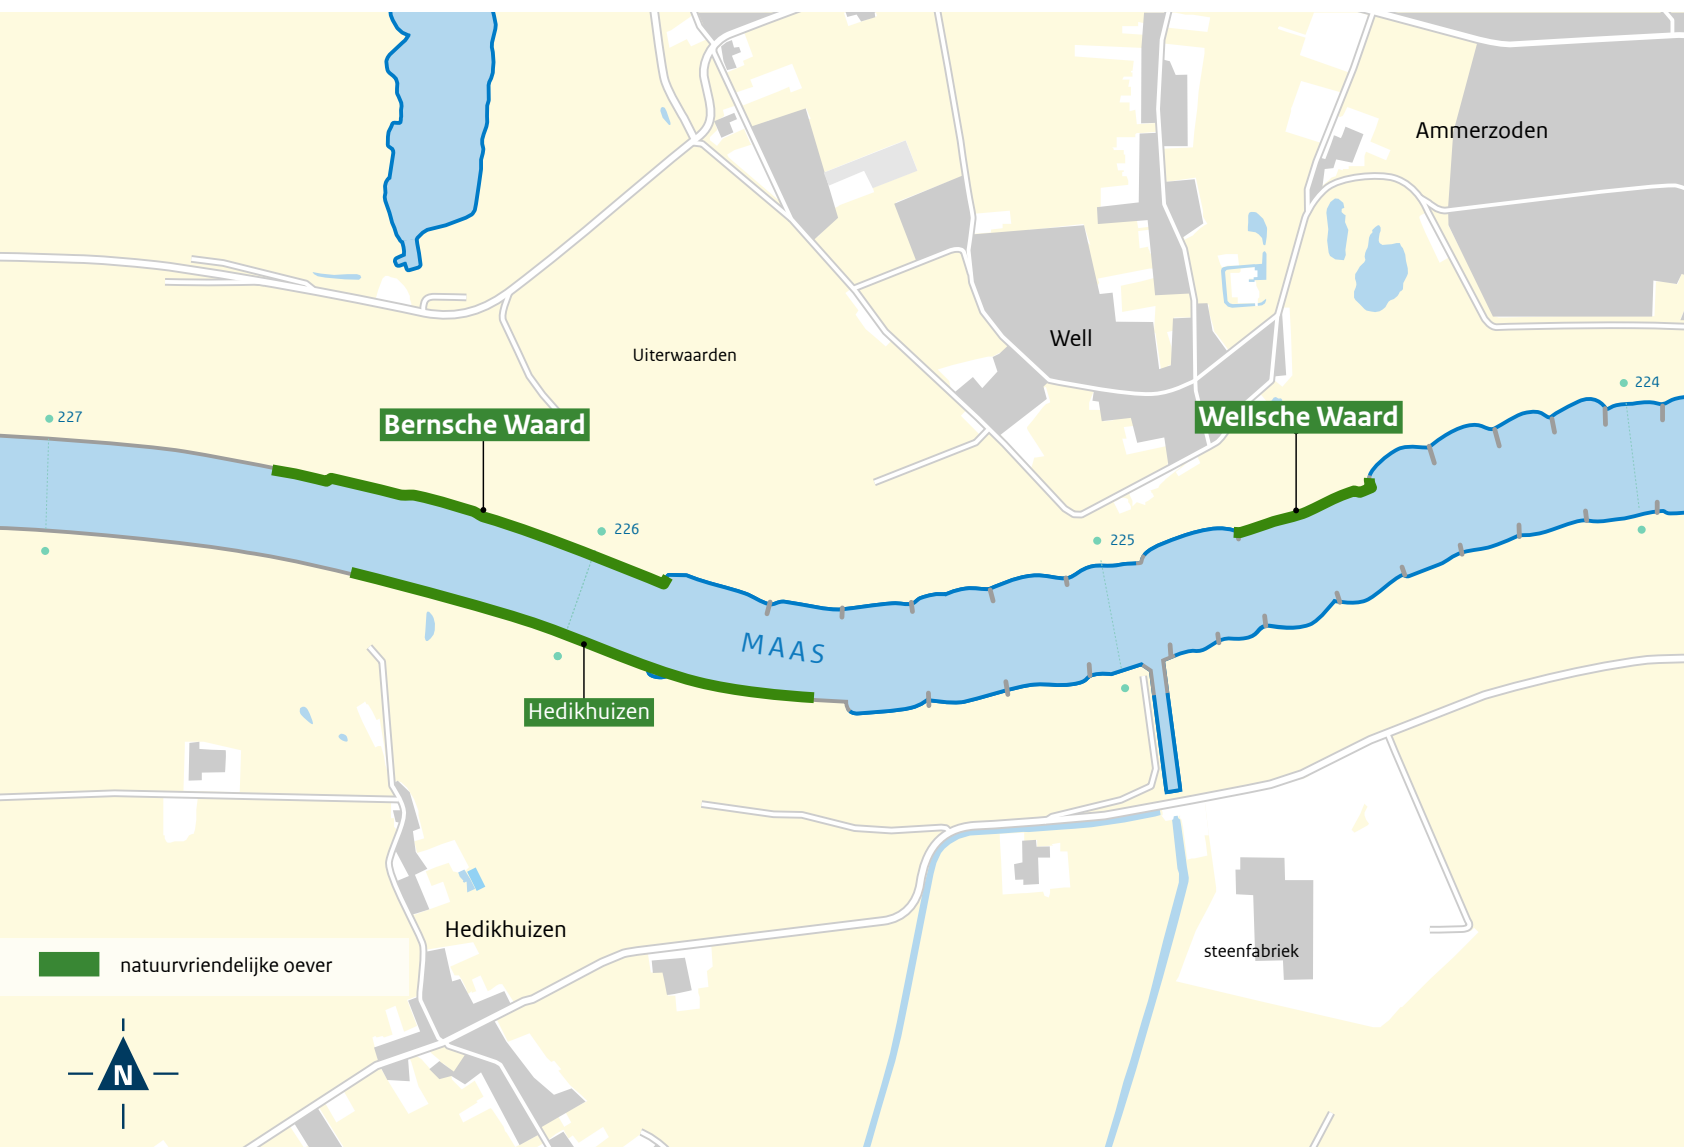 Ammerzoden
Well
Uiterwaarden
224
227
Bernsche Waard
Wellsche Waard
226
225
MAAS
Hedikhuizen
Hedikhuizen
steenfabriek
natuurvriendelijke oever
N